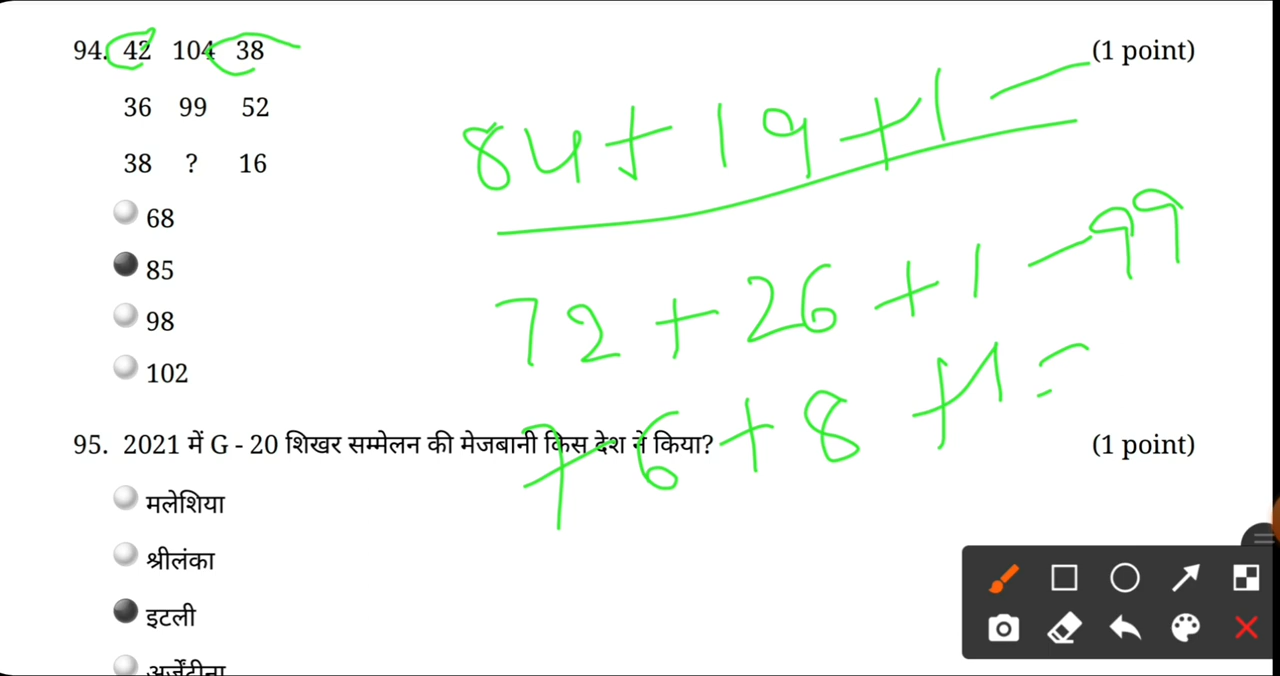 94. 42 104 38 (1 point)
36 99 52
38 ? 16
84+19+1-
68
85
98
102
72+26+1-99
76+8+1=
95. 2021 में G - 20 शिखर सम्मेलन की मेजबानी किस देश ने किया? (1 point)
मलेशिया
श्रीलंका
इटली
अर्जेंटीना